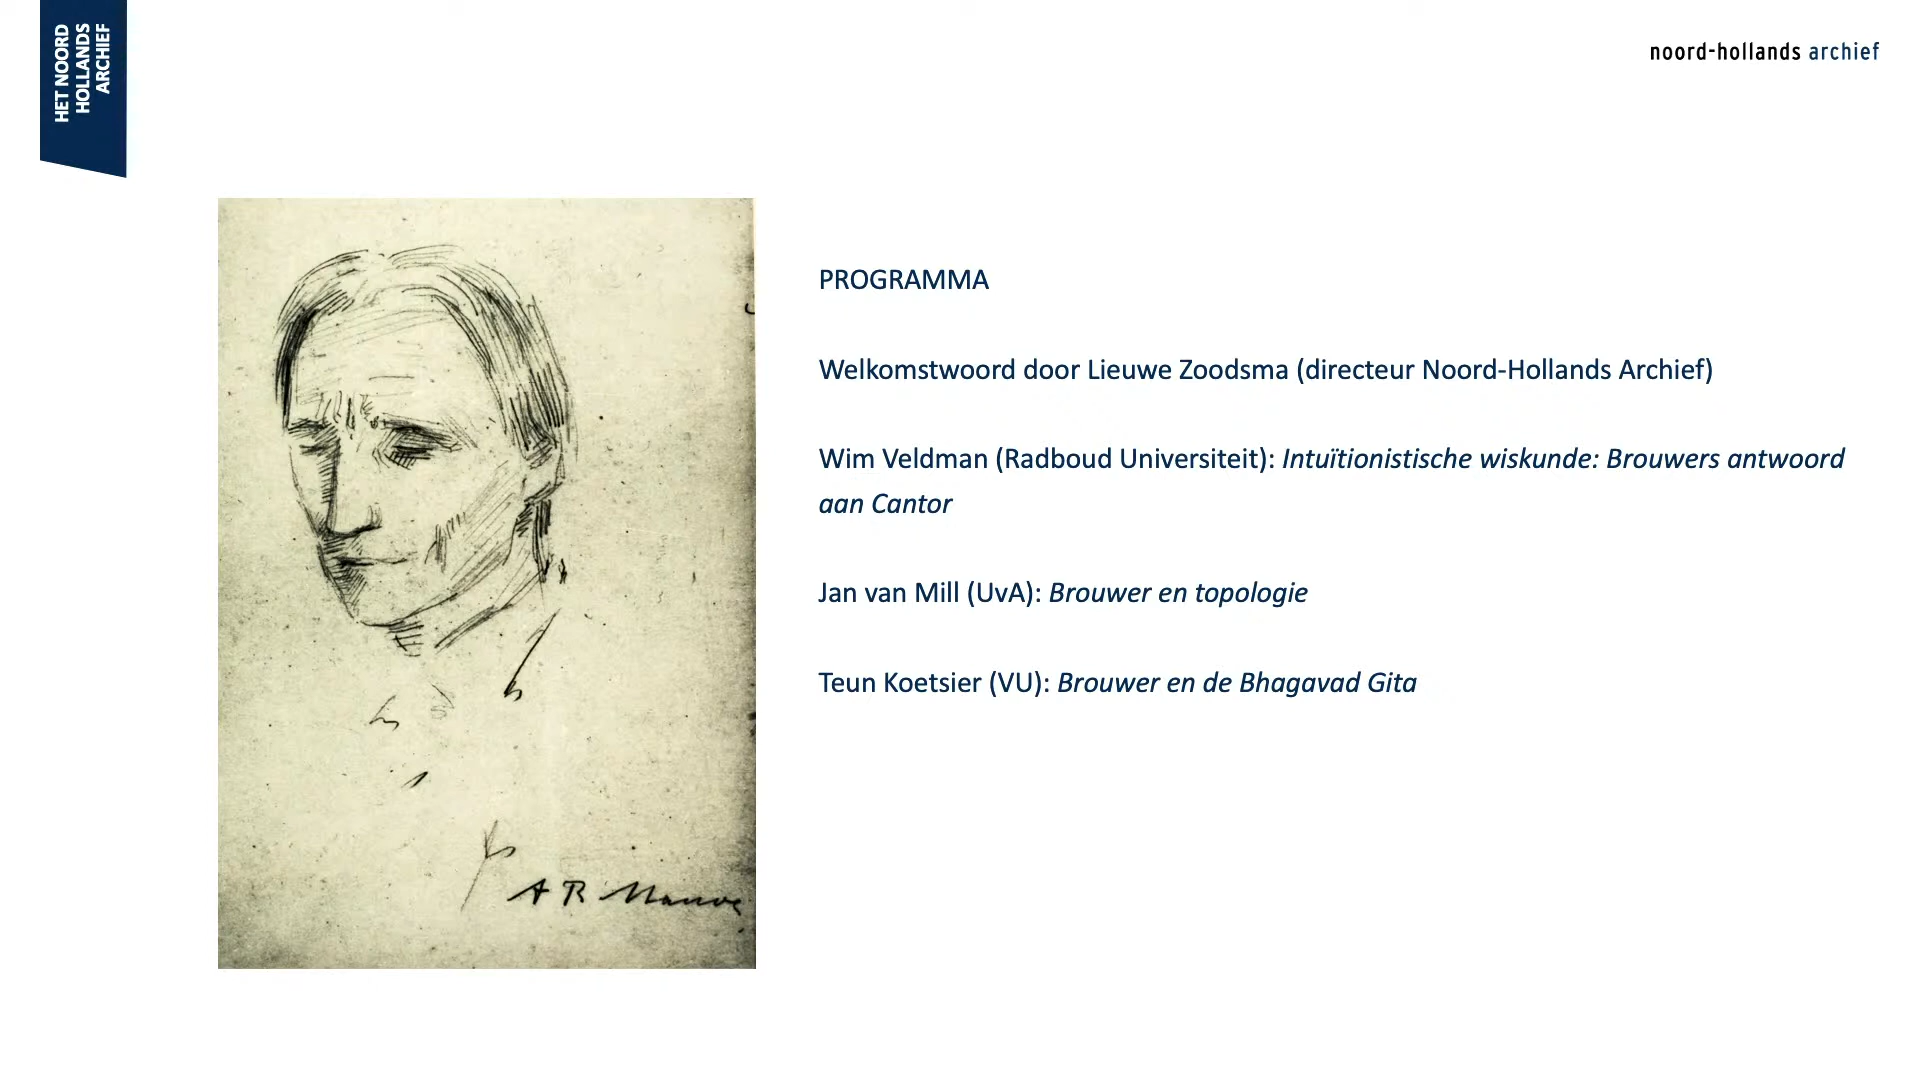 HET NOORD
HOLLANDS
ARCHIEF
noord-hollands archief
PROGRAMMA
Welkomstwoord door Lieuwe Zoodsma (directeur Noord-Hollands Archief)
Wim Veldman (Radboud Universiteit): Intuïtionistische wiskunde: Brouwers antwoord
aan Cantor
Jan van Mill (UvA): Brouwer en topologie
Teun Koetsier (VU): Brouwer en de Bhagavad Gita
A R Mauve